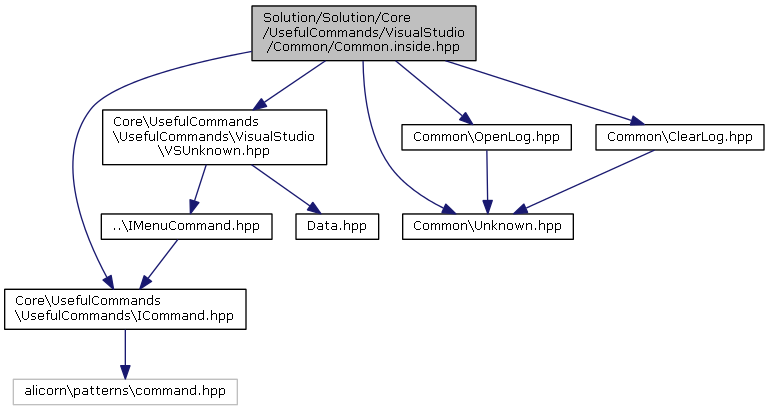 Solution/Solution/Core
/UsefulCommands/VisualStudio
/Common/Common.inside.hpp
Core\UsefulCommands
\UsefulCommands\VisualStudio
\VSUnknown.hpp
Common\OpenLog.hpp
Common\ClearLog.hpp
..\IMenuCommand.hpp
Data.hpp
Common\Unknown.hpp
Core\UsefulCommands
\UsefulCommands\ICommand.hpp
alicorn\patterns\command.hpp